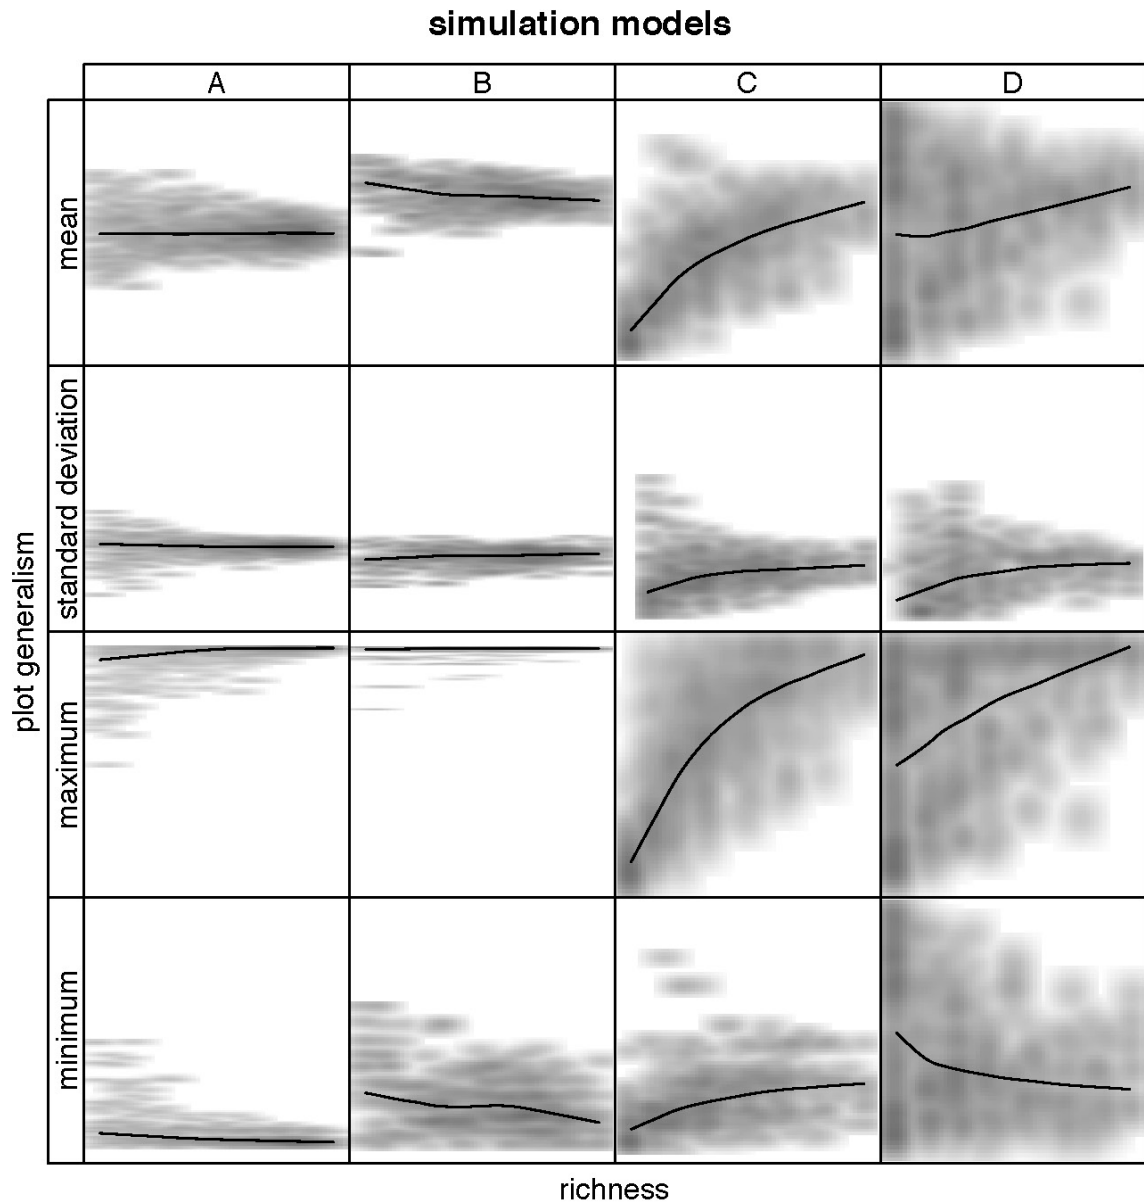 simulation models
A B C D
plot generalism
mean
standard deviation
maximum
minimum
richness